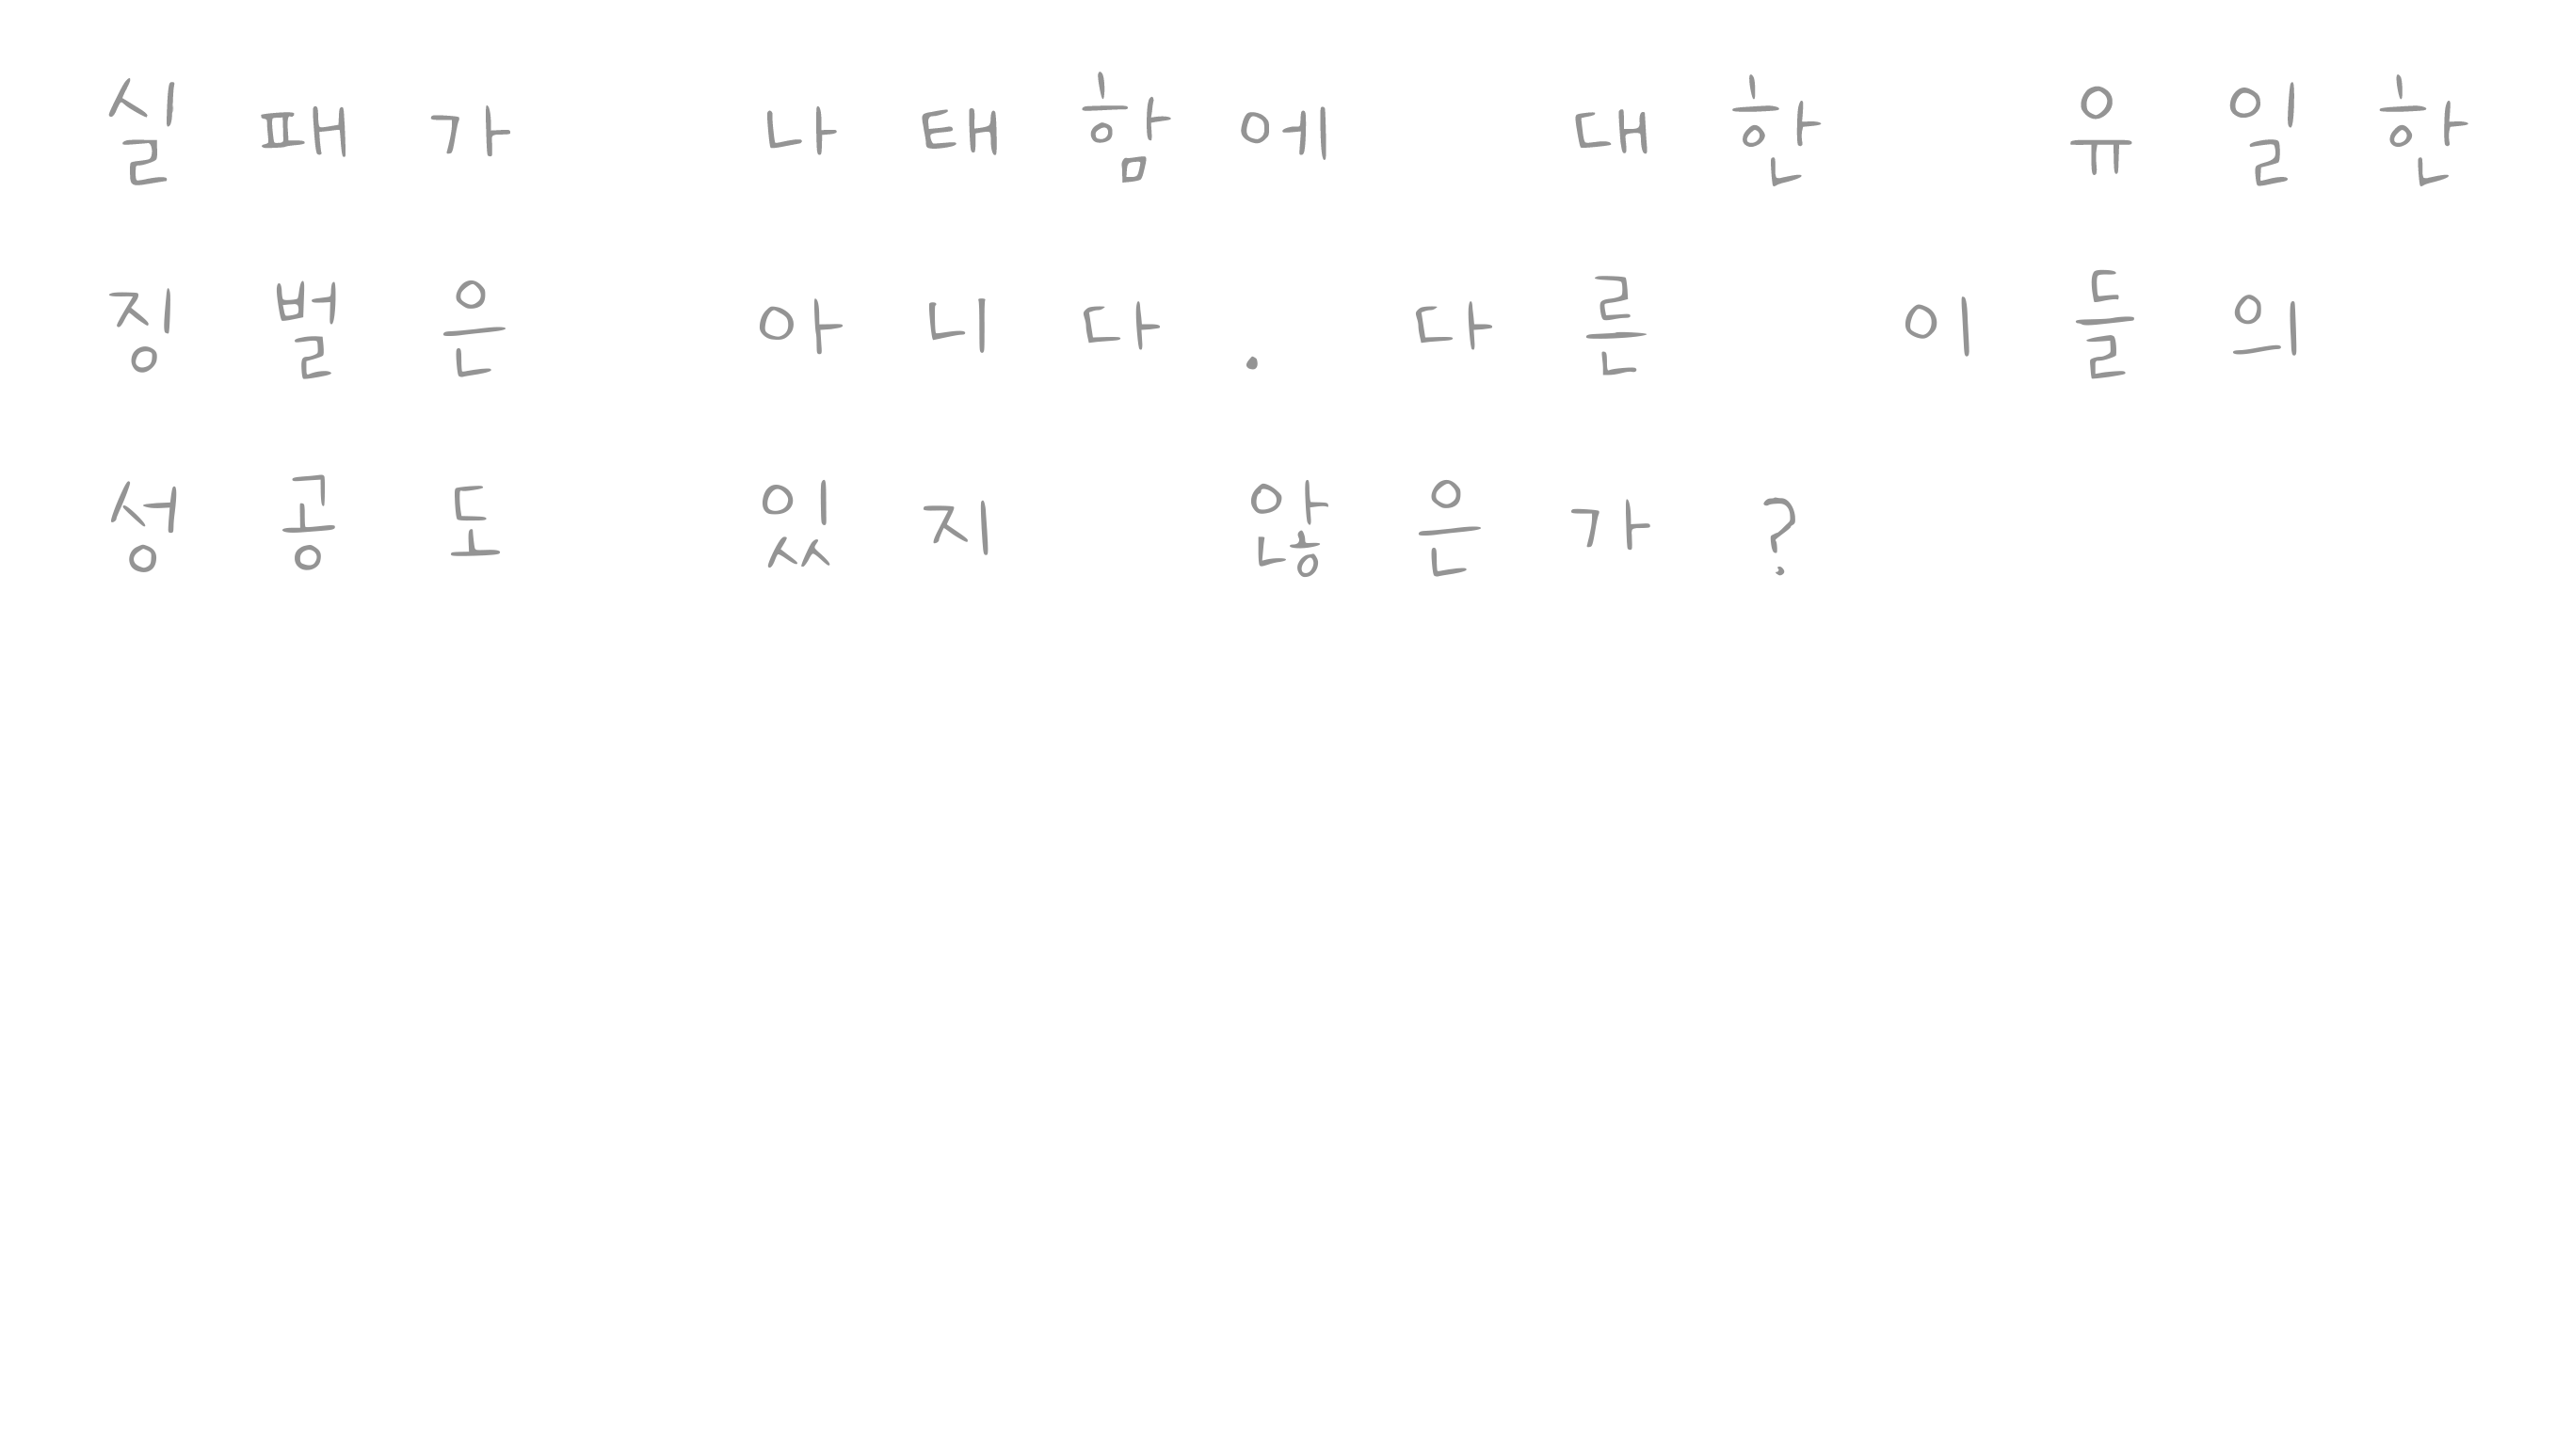 실패가 나태함에 대한 유일한
징벌은 아니다. 다른 이들의
성공도 있지 않은가?